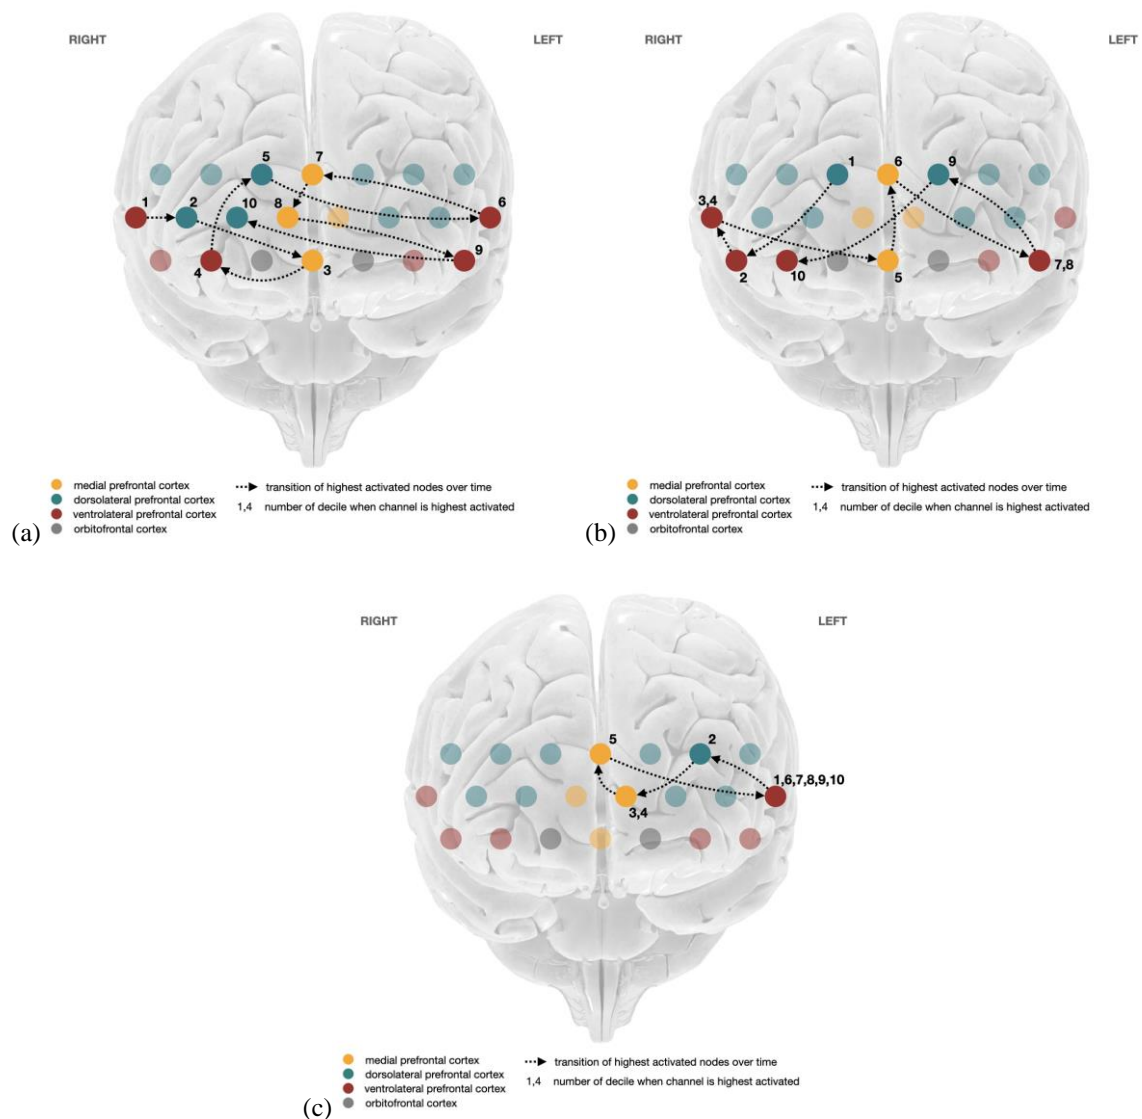 RIGHT LEFT
5 7
1 2 10 8 6
4 3 9
medial prefrontal cortex
dorsolateral prefrontal cortex
ventrolateral prefrontal cortex
orbitofrontal cortex
transition of highest activated nodes over time
1,4 number of decile when channel is highest activated
(a)
RIGHT LEFT
1 6 9
3,4
2 10 5 7,8
medial prefrontal cortex
dorsolateral prefrontal cortex
ventrolateral prefrontal cortex
orbitofrontal cortex
transition of highest activated nodes over time
1,4 number of decile when channel is highest activated
(b)
RIGHT LEFT
5 2
1,6,7,8,9,10
3,4
medial prefrontal cortex
dorsolateral prefrontal cortex
ventrolateral prefrontal cortex
orbitofrontal cortex
transition of highest activated nodes over time
1,4 number of decile when channel is highest activated
(c)